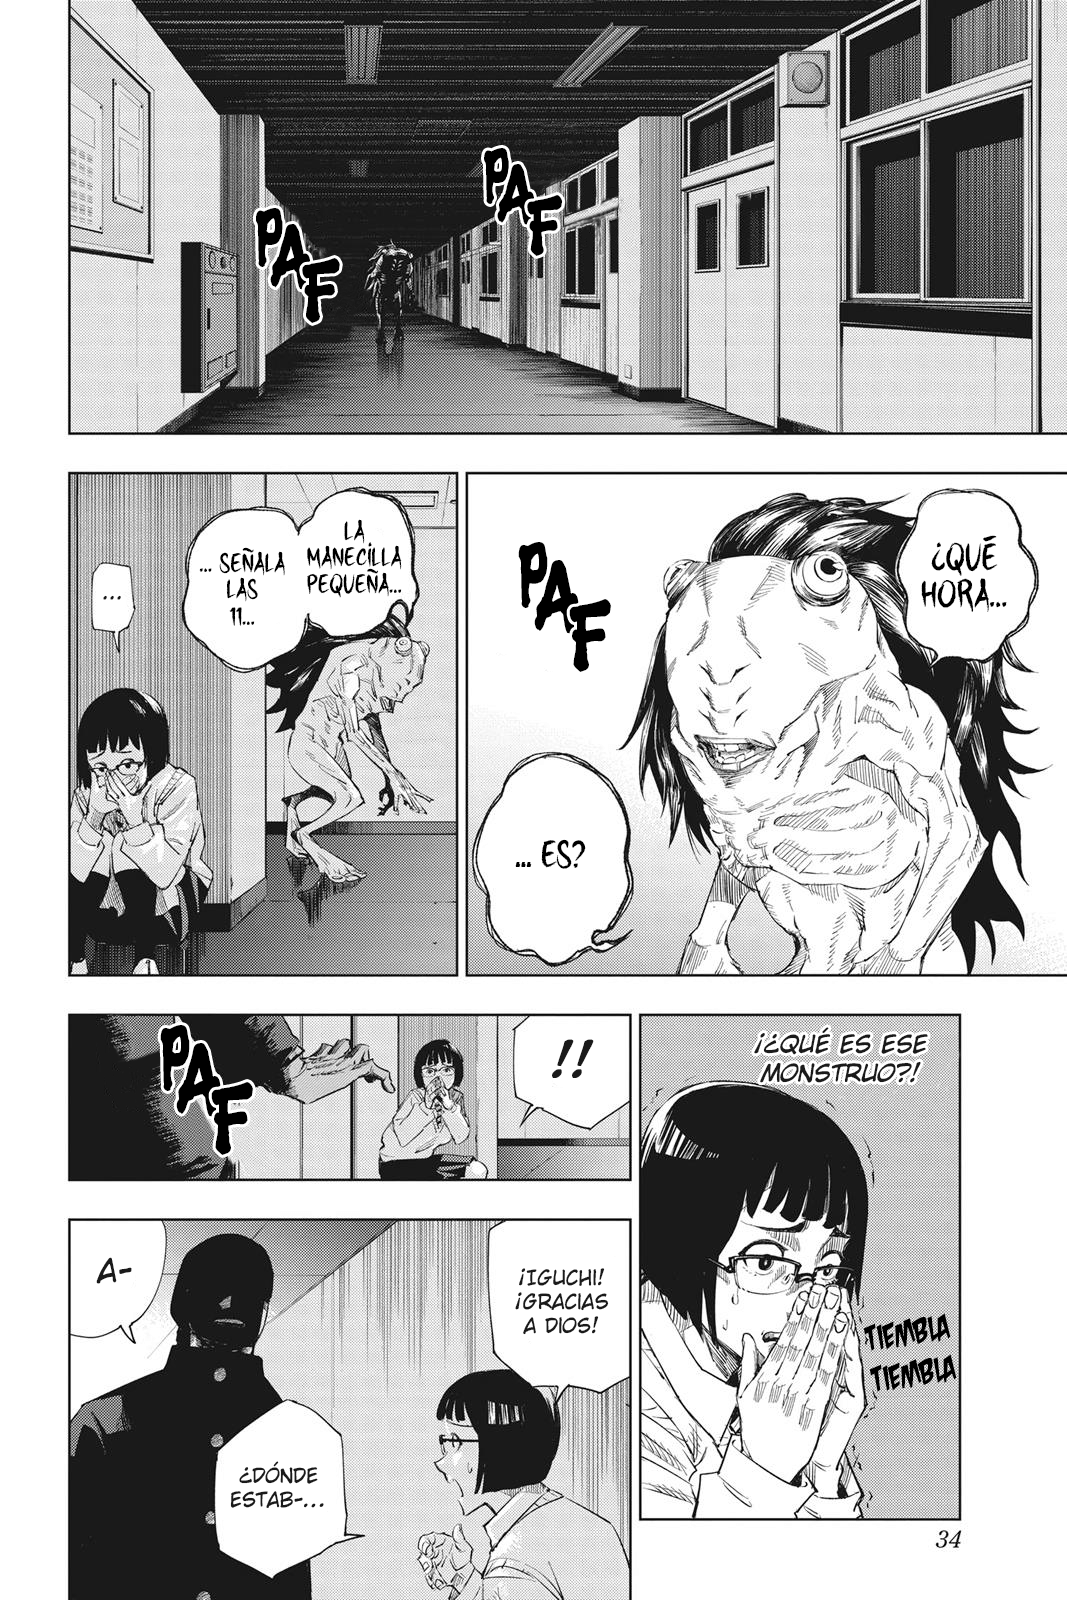 PAF
PAF
¿QUÉ
HORA...
PAF
... ES?
LA
MANECILLA
PEQUEÑA...
... SEÑALA
LAS
11...
...
¡¿QUÉ ES ESE
MONSTRUO?!
TIEMBLA
TIEMBLA
!!
PAF
¡IGUCHI!
¡GRACIAS
A DIOS!
¿DÓNDE
ESTAB-...
A-
34